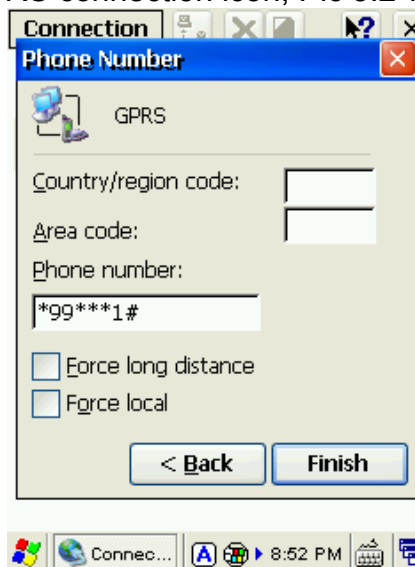 Connection
Phone Number
GPRS
Country/region code:
Area code:
Phone number:
*99***1#
Force long distance
Force local
< Back Finish
Connec... A 8:52 PM